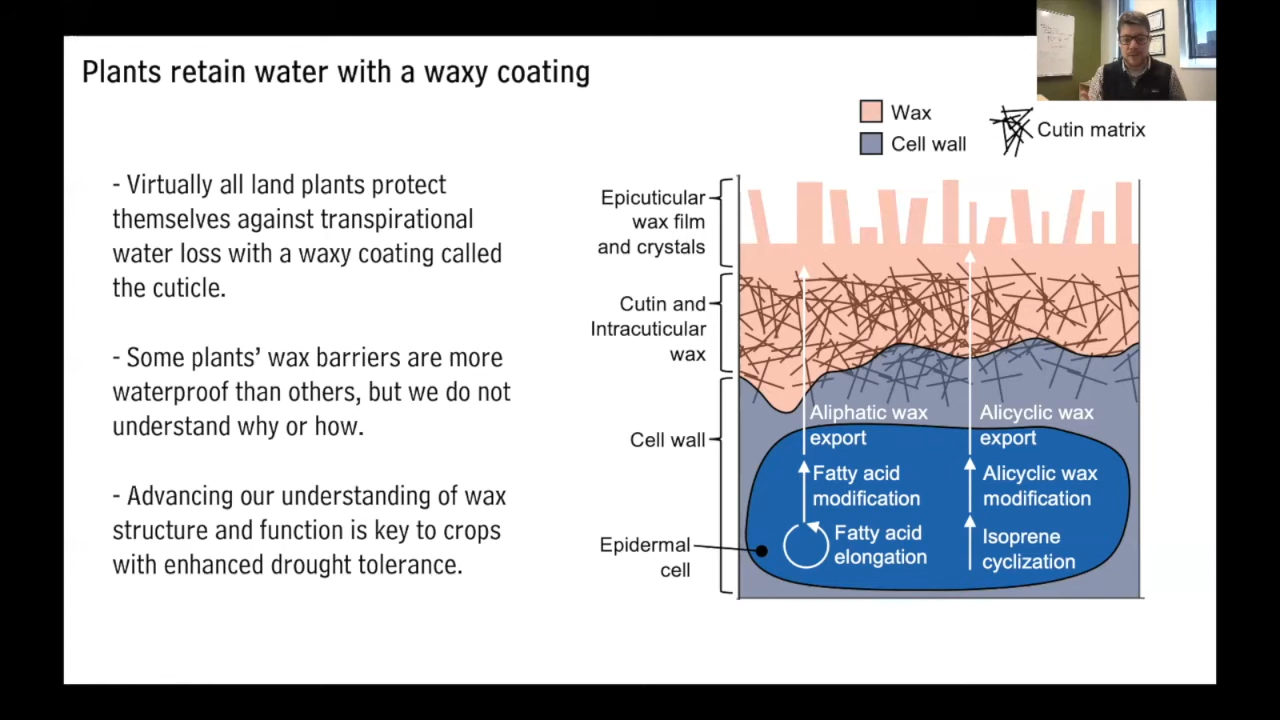 Plants retain water with a waxy coating
- Virtually all land plants protect
themselves against transpirational
water loss with a waxy coating called
the cuticle.
- Some plants’ wax barriers are more
waterproof than others, but we do not
understand why or how.
- Advancing our understanding of wax
structure and function is key to crops
with enhanced drought tolerance.
Wax
Cell wall
Cutin matrix
Epicuticular
wax film
and crystals
Cutin and
Intracuticular
wax
Cell wall
Epidermal
cell
Aliphatic wax
export
Fatty acid
modification
Fatty acid
elongation
Alicyclic wax
export
Alicyclic wax
modification
Isoprene
cyclization